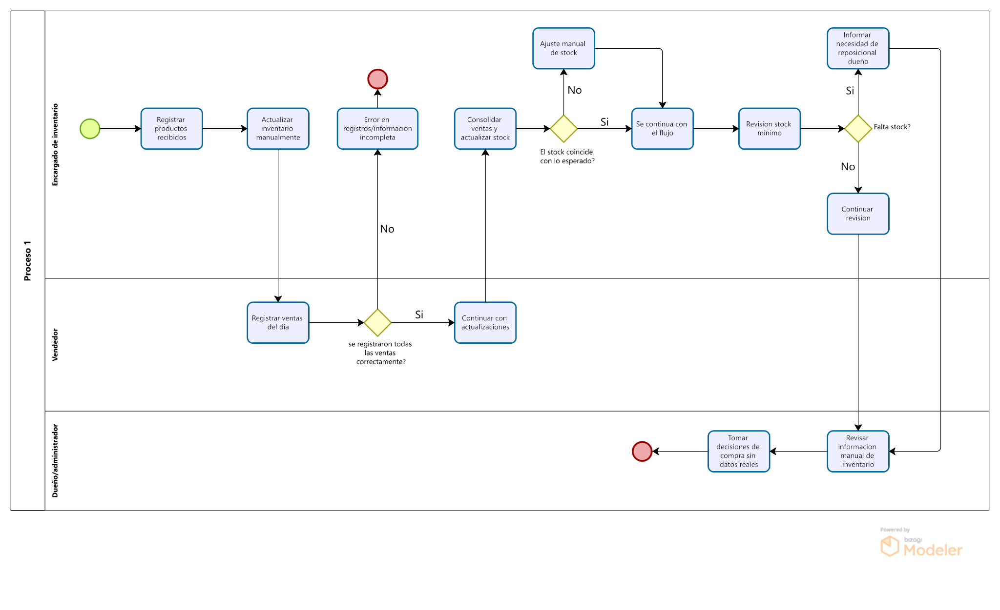 Proceso 1
Encargado de inventario
Registrar
productos
recibidos
Actualizar
inventario
manualmente
Error en
registros/informacion
incompleta
No
Consolidar
ventas y
actualizar stock
El stock coincide
con lo esperado?
No
Ajuste manual
de stock
Si
Se continua con
el flujo
Revision stock
minimo
Falta stock?
Si
Informar
necesidad de
reposicional
dueño
No
Continuar
revision
Vendedor
Registrar ventas
del dia
se registraron todas
las ventas
correctamente?
Si
Continuar con
actualizaciones
Dueño/administrador
Tomar
decisiones de
compra sin
datos reales
Revisar
informacion
manual de
inventario
Powered by
bizagi
Modeler